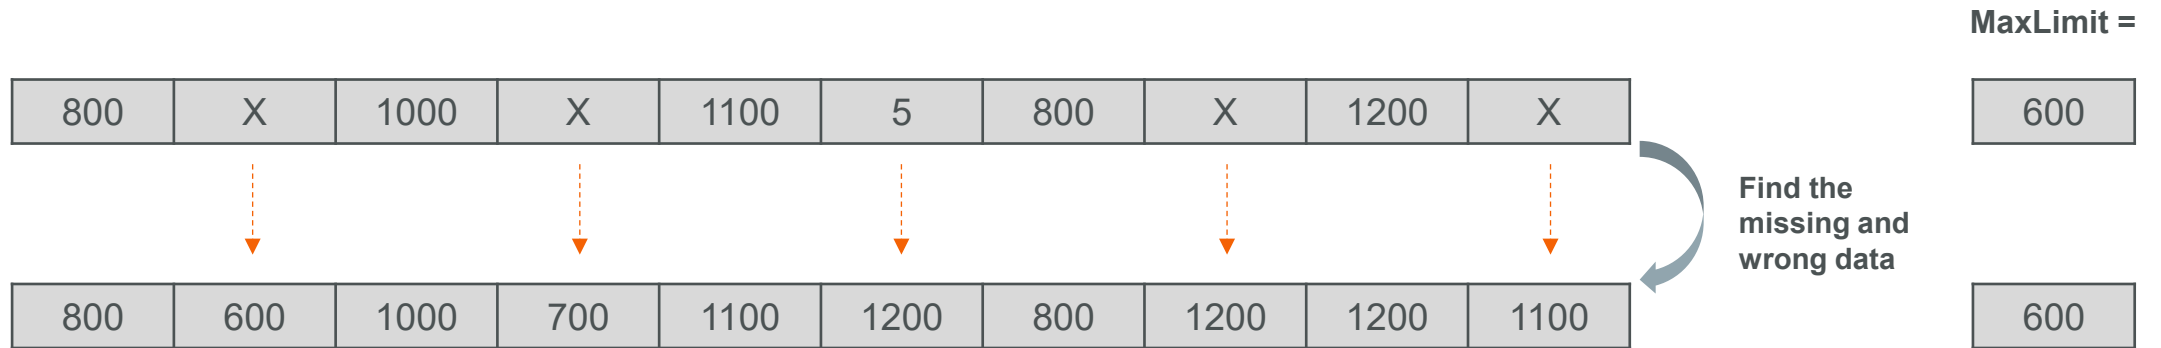 MaxLimit =
800 X 1000 X 1100 5 800 X 1200 X 600
Find the
missing and
wrong data
800 600 1000 700 1100 1200 800 1200 1200 1100 600